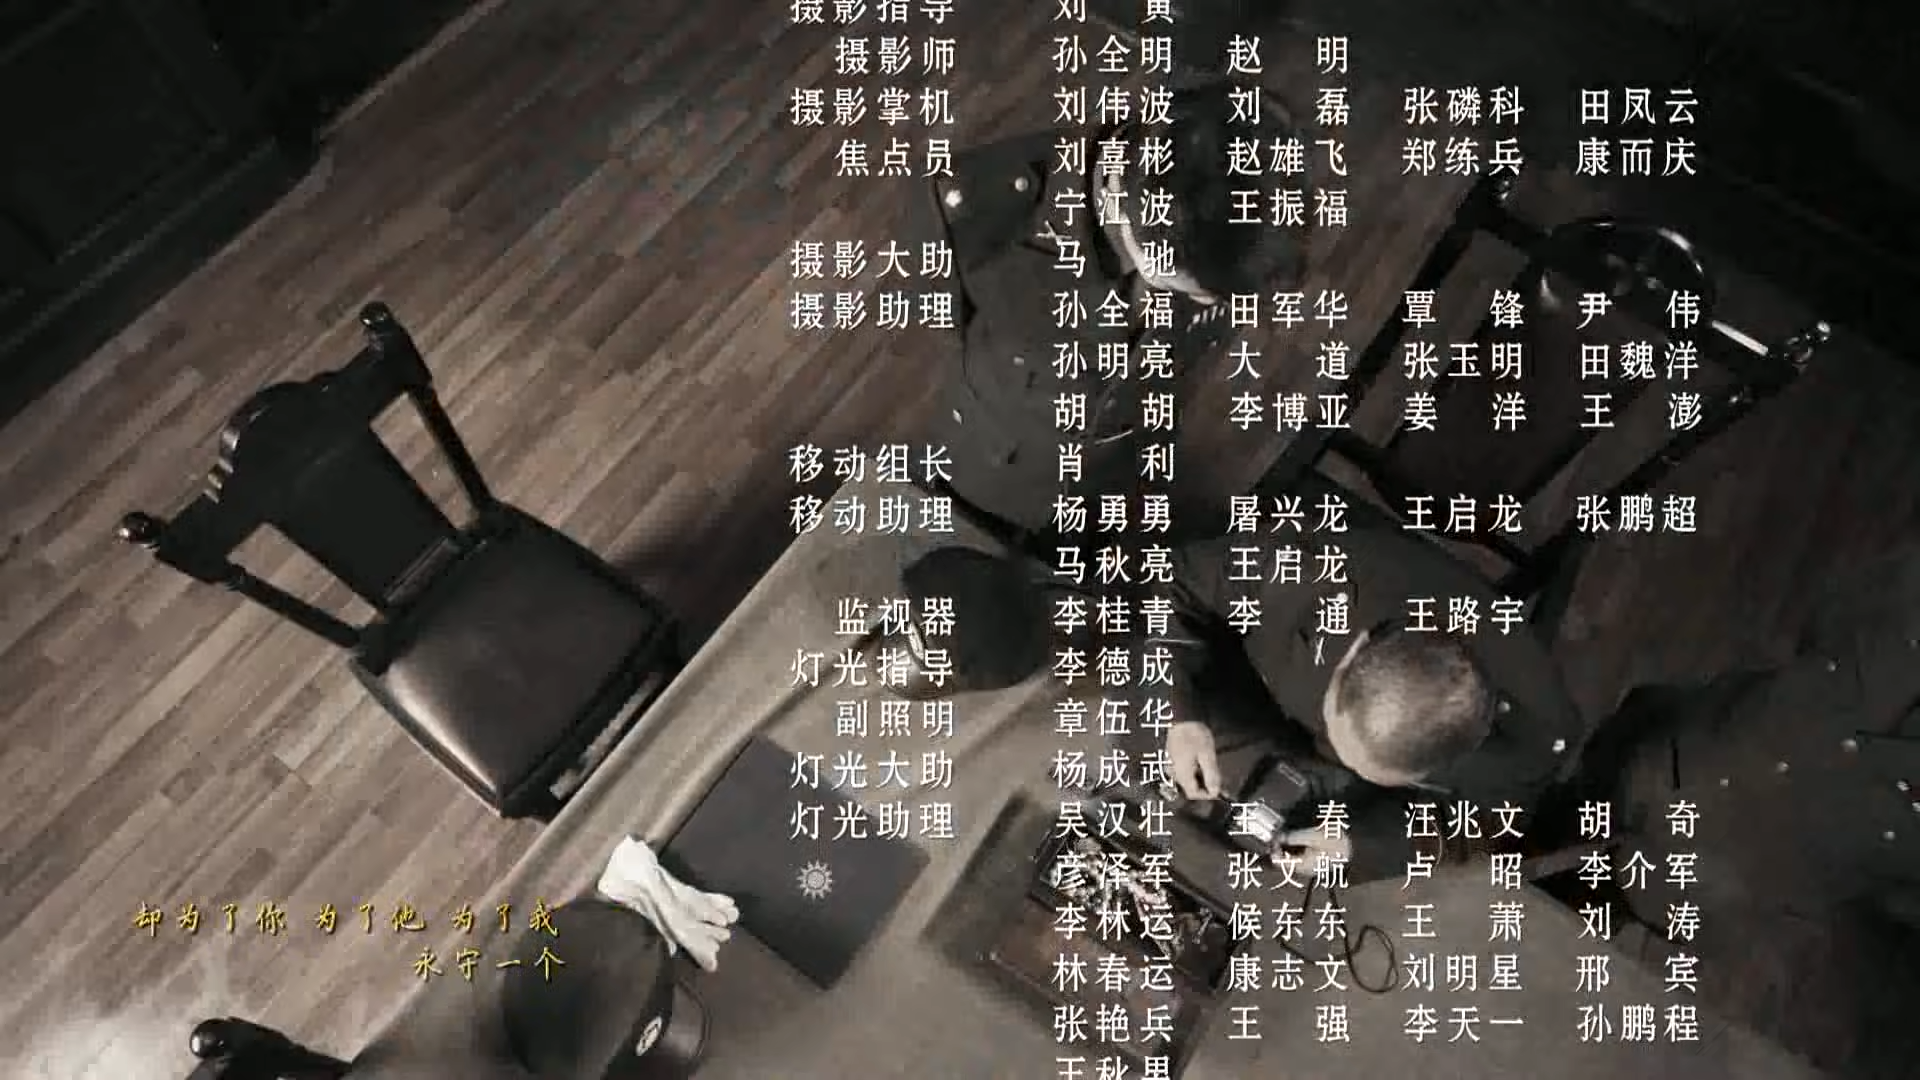 摄影指导 刘 寅
摄影师 孙全明 赵 明
摄影掌机 刘伟波 刘 磊 张磷科 田凤云
焦点员 刘喜彬 赵雄飞 郑练兵 康而庆
宁江波 王振福
摄影大助 马 驰
摄影助理 孙全福 田军华 覃 锋 尹 伟
孙明亮 大 道 张玉明 田魏洋
胡 胡 李博亚 姜 洋 王 澎
移动组长 肖 利
移动助理 杨勇勇 屠兴龙 王启龙 张鹏超
马秋亮 王启龙
监视器 李桂青 李 通 王路宇
灯光指导 李德成
副照明 章伍华
灯光大助 杨成武
灯光助理 吴汉壮 王 春 汪兆文 胡 奇
彦泽军 张文航 卢 昭 李介军
李林运 候东东 王 萧 刘 涛
林春运 康志文 刘明星 邢 宾
张艳兵 王 强 李天一 孙鹏程
王秋男
却为了你 为了他 为了我
永守一个